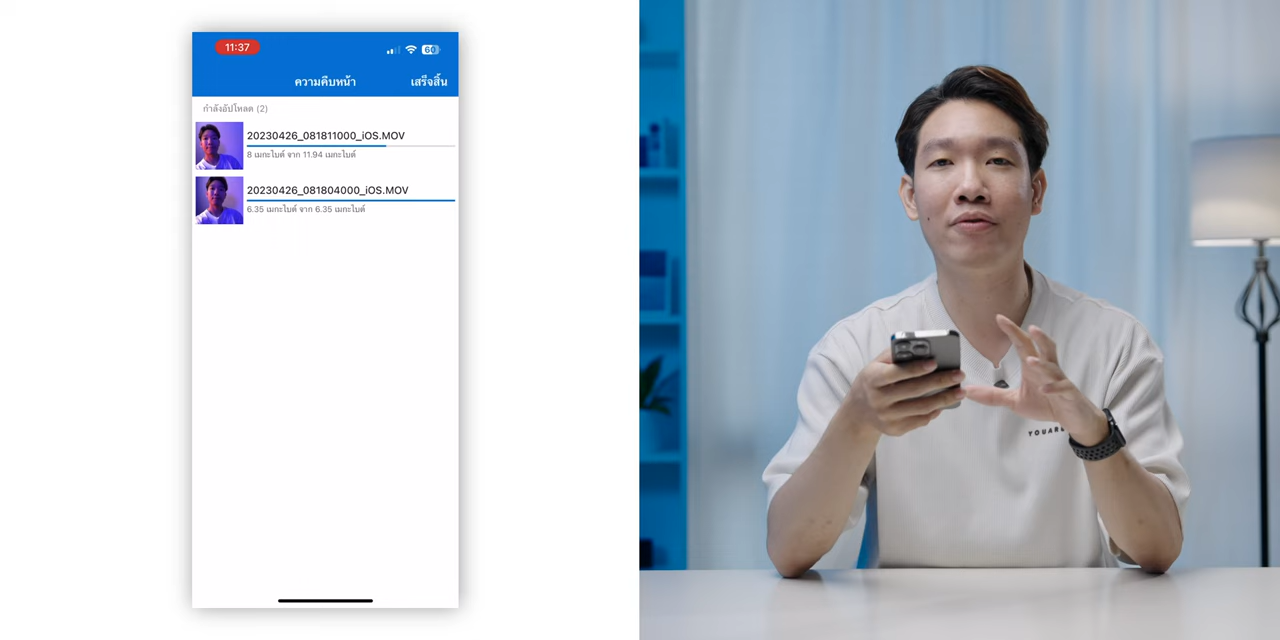 11:37
60
ความคืบหน้า
เสร็จสิ้น
กำลังอัปโหลด (2)
20230426_081811000_iOS.MOV
8 เมกะไบต์ จาก 11.94 เมกะไบต์
20230426_081804000_iOS.MOV
6.35 เมกะไบต์ จาก 6.35 เมกะไบต์